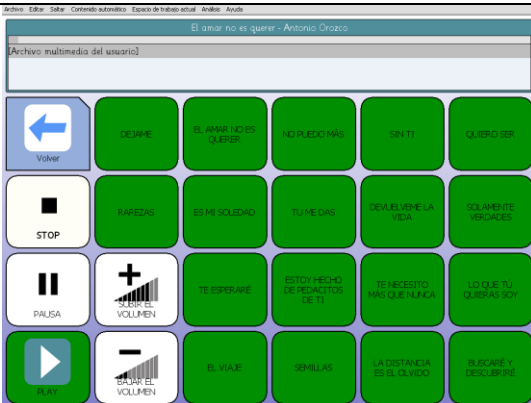 Archivo Editar Saltar Contenido automático Espacio de trabajo actual Análisis Ayuda
El amar no es querer - Antonio Orozco
[Archivo multimedia del usuario]
Volver
DEJAME
EL AMAR NO ES
QUERER
NO PUEDO MÁS
SIN TI
QUIERO SER
STOP
RAREZAS
ES MI SOLEDAD
TU ME DAS
DEVUELVEME LA
VIDA
SOLAMENTE
VERDADES
PAUSA
SUBIR EL
VOLUMEN
TE ESPERARÉ
ESTOY HECHO
DE PEDACITOS
DE TI
TE NECESITO
MÁS QUE NUNCA
LO QUE TÚ
QUIERAS SOY
PLAY
BAJAR EL
VOLUMEN
EL VIAJE
SEMILLAS
LA DISTANCIA
ES EL OLVIDO
BUSCARÉ Y
DESCUBRIRÉ